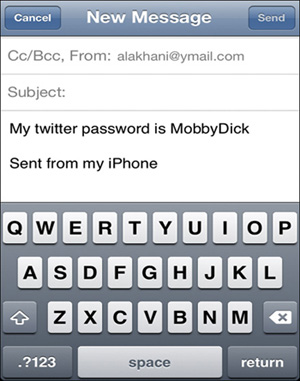 Cancel New Message Send
Cc/Bcc, From: alakhani@ymail.com
Subject:
My twitter password is MobbyDick
Sent from my iPhone
Q W E R T Y U I O P
A S D F G H J K L
Z X C V B N M
.?123 space return